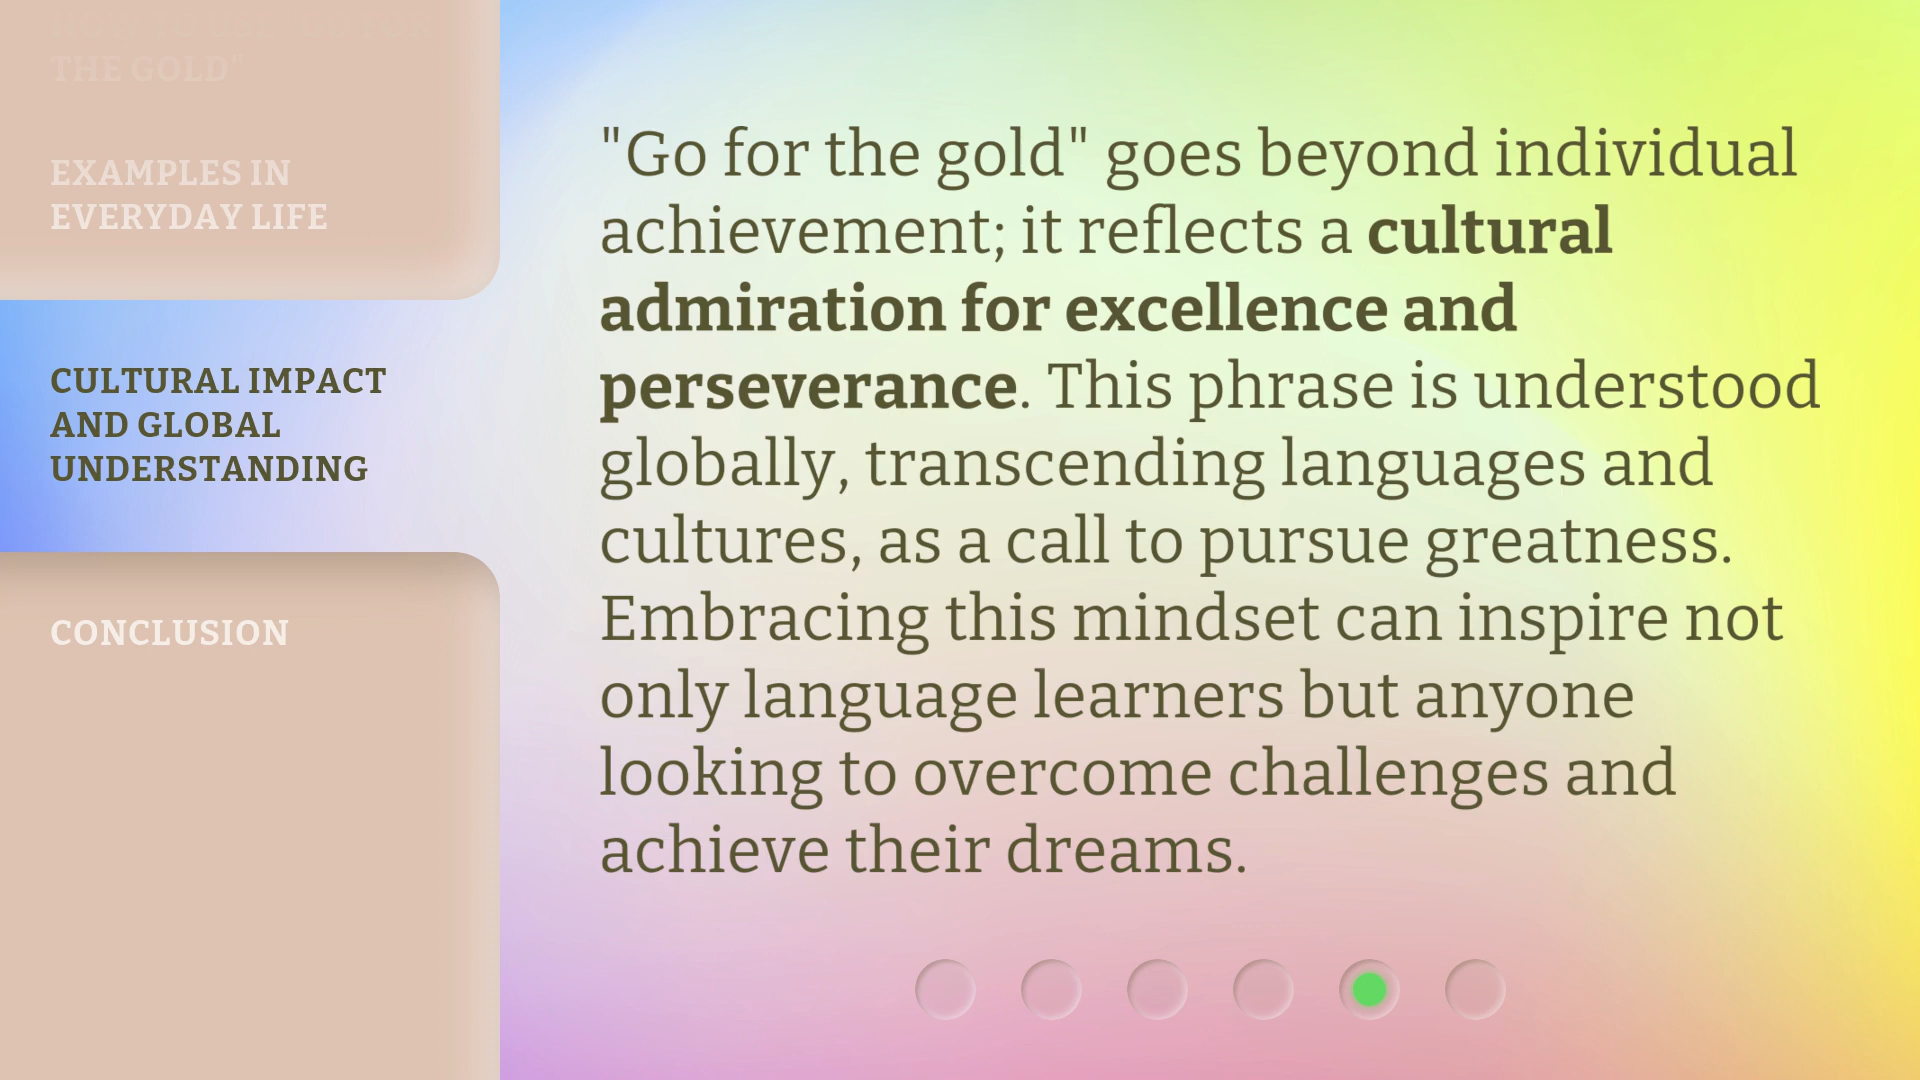 THE GOLD"
EXAMPLES IN
EVERYDAY LIFE
CULTURAL IMPACT
AND GLOBAL
UNDERSTANDING
CONCLUSION
"Go for the gold" goes beyond individual
achievement; it reflects a cultural
admiration for excellence and
perseverance. This phrase is understood
globally, transcending languages and
cultures, as a call to pursue greatness.
Embracing this mindset can inspire not
only language learners but anyone
looking to overcome challenges and
achieve their dreams.